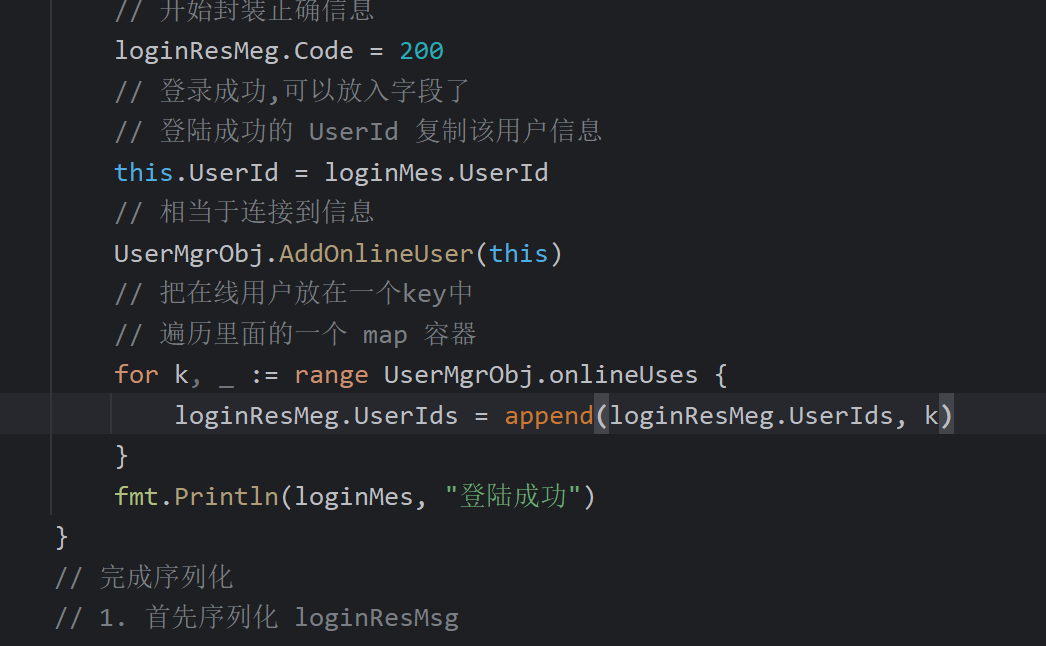 // 开始封装正确信息
loginResMeg.Code = 200
// 登录成功,可以放入字段了
// 登陆成功的 UserId 复制该用户信息
this.UserId = loginMes.UserId
// 相当于连接到信息
UserMgrObj.AddOnlineUser(this)
// 把在线用户放在一个key中
// 遍历里面的一个 map 容器
for k, _ := range UserMgrObj.onlineUses {
loginResMeg.UserIds = append(loginResMeg.UserIds, k)
}
fmt.Println(loginMes, "登陆成功")
}
// 完成序列化
// 1. 首先序列化 loginResMsg